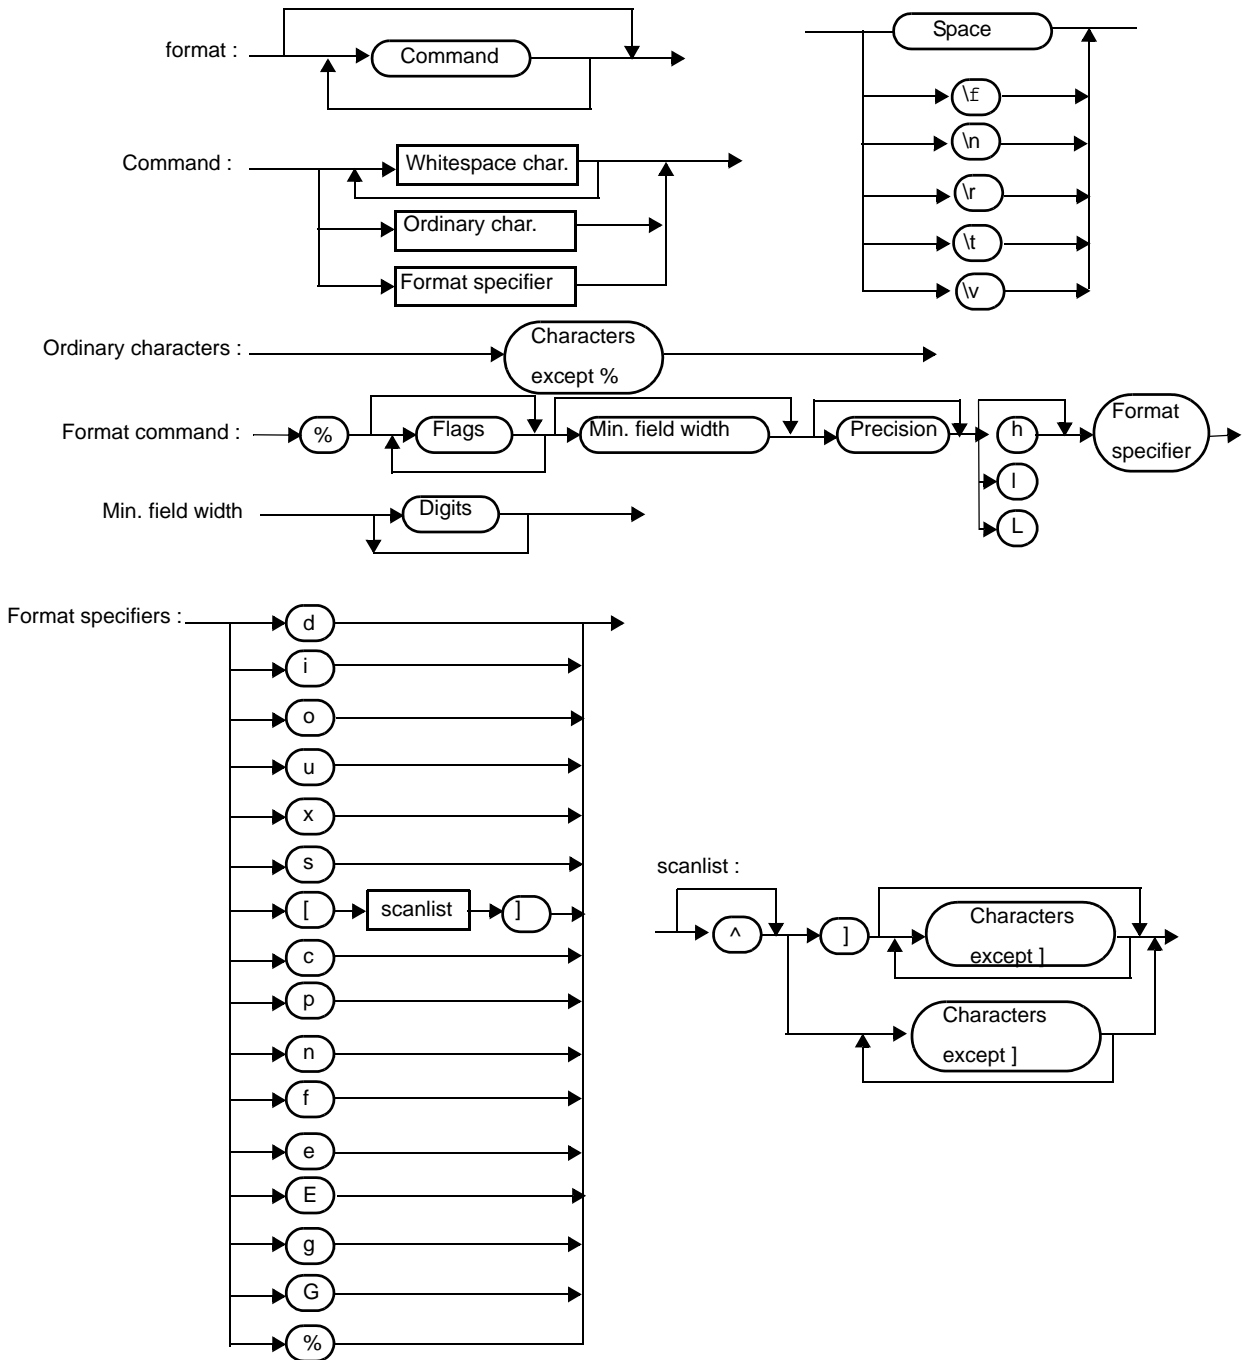 format :
Command
Space
\f
\n
\r
\t
\v
Command :
Whitespace char.
Ordinary char.
Format specifier
Ordinary characters :
Characters
except %
Format command :
%
Flags
Min. field width
Precision
h
l
L
Format
specifier
Min. field width
Digits
Format specifiers :
d
i
o
u
x
s
[
scanlist
]
c
p
n
f
e
E
g
G
%
scanlist :
^
]
Characters
except ]
Characters
except ]